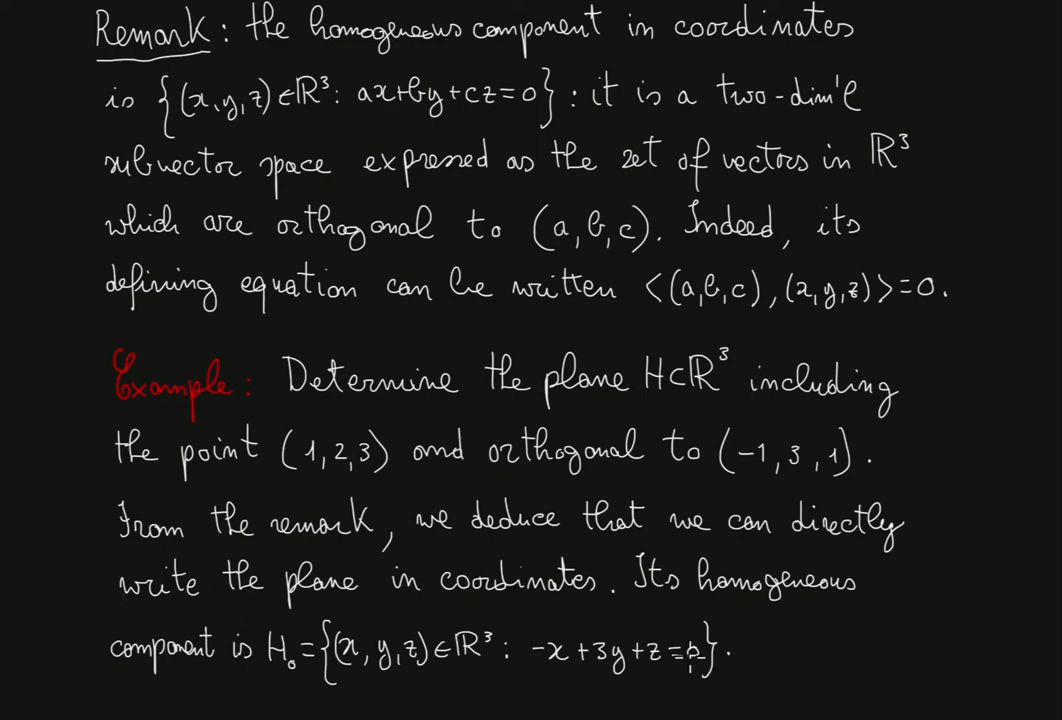 Remark: the homogeneous component in coordinates
is {(x,y,z)∈ℝ³: ax+by+cz=0}: it is a two-dim'l
subvector space expressed as the set of vectors in ℝ³
which are orthogonal to (a,b,c). Indeed, its
defining equation can be written <(a,b,c),(x,y,z)>=0.
Example: Determine the plane H⊂ℝ³ including
the point (1,2,3) and orthogonal to (-1,3,1).
From the remark, we deduce that we can directly
write the plane in coordinates. Its homogeneous
component is H₀={(x,y,z)∈ℝ³: -x+3y+z=0}.